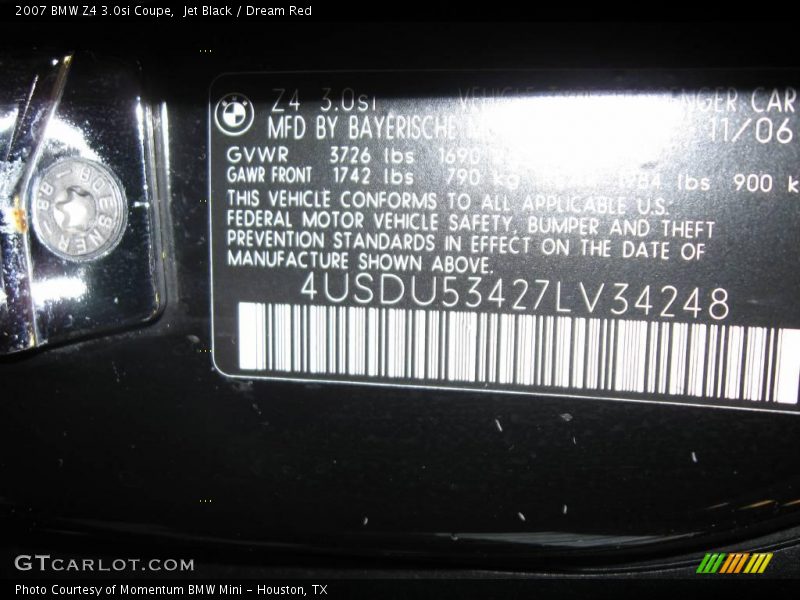 2007 BMW Z4 3.0si Coupe, Jet Black / Dream Red
Z4 3.0si VEHICLE CAR
MFD BY BAYERISCHE 11/06
GVWR 3726 lbs 1690
GAWR FRONT 1742 lbs 790 kg 1984 lbs 900 k
THIS VEHICLE CONFORMS TO ALL APPLICABLE U.S.
FEDERAL MOTOR VEHICLE SAFETY, BUMPER AND THEFT
PREVENTION STANDARDS IN EFFECT ON THE DATE OF
MANUFACTURE SHOWN ABOVE.
4USDU53427LV34248
88-BOESNER-
GTCARLOT.COM
Photo Courtesy of Momentum BMW Mini - Houston, TX